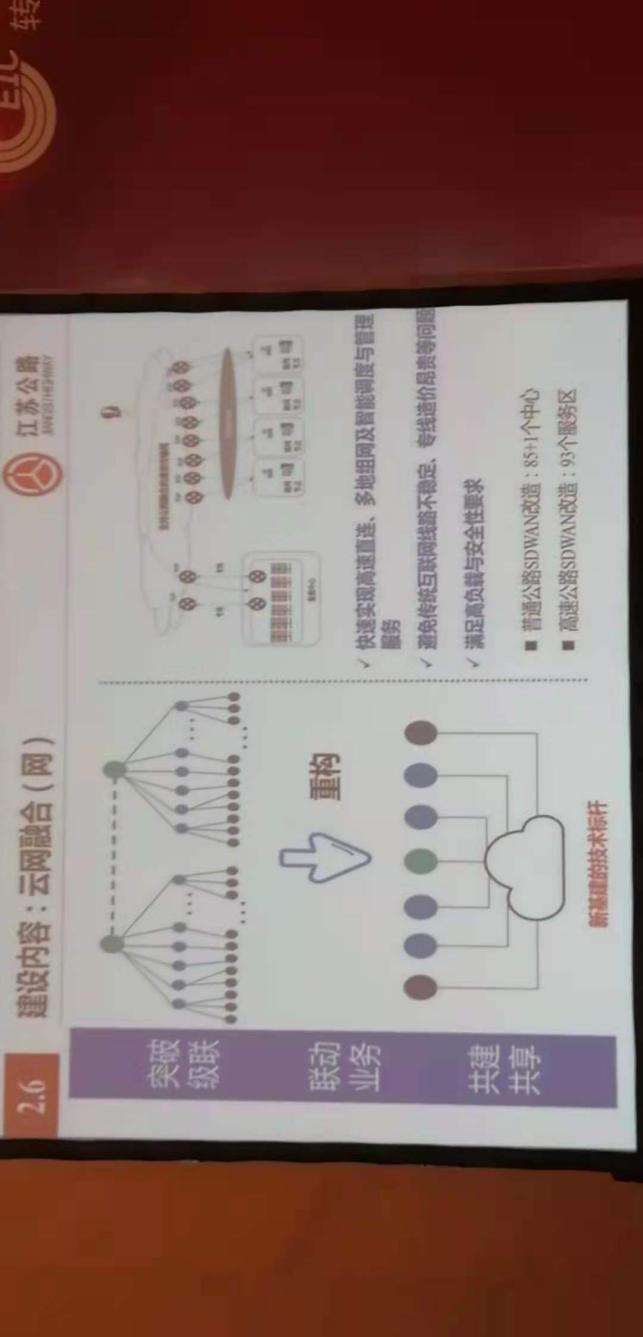 转
EIC
2.6
建设内容：云网融合（网）
江苏公路
JIANGSU HIGHWAY
突破
级联
联动
业务
共建
共享
重构
新基建的技术标杆
✓ 快速实现高速直连、多地组网及智能调度与管理
服务
✓ 避免传统互联网线路不稳定、专线造价昂贵等问题
✓ 满足高负载与安全性要求
■ 普通公路SDWAN改造：85+1个中心
■ 高速公路SDWAN改造：93个服务区